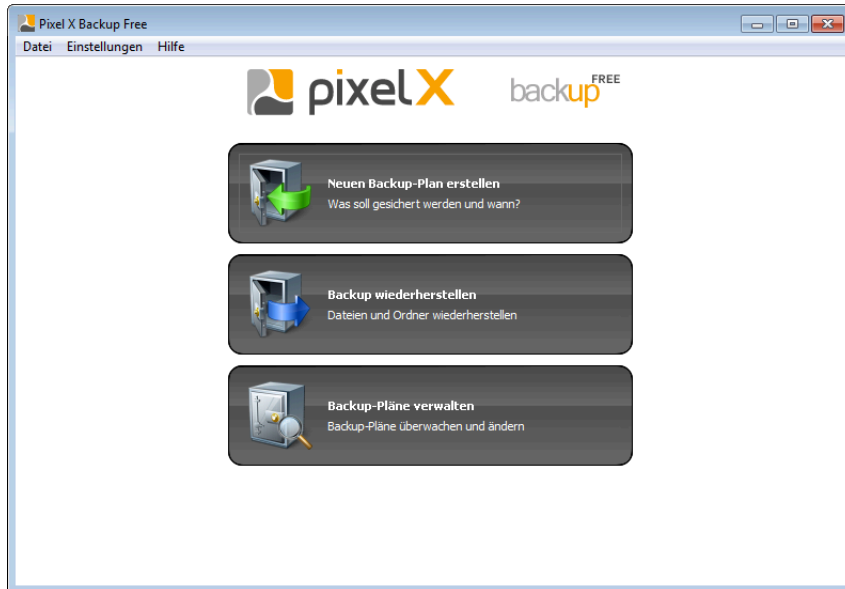 Pixel X Backup Free
Datei Einstellungen Hilfe
pixelX
backup FREE
Neuen Backup-Plan erstellen
Was soll gesichert werden und wann?
Backup wiederherstellen
Dateien und Ordner wiederherstellen
Backup-Pläne verwalten
Backup-Pläne überwachen und ändern